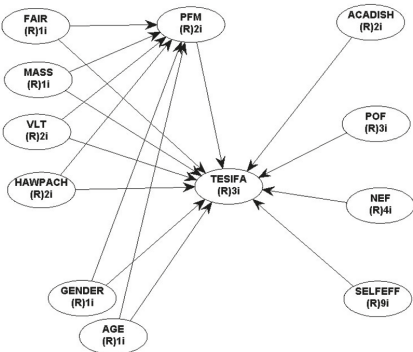 FAIR
(R)1i
PFM
(R)2i
ACADISH
(R)2i
MASS
(R)1i
VLT
(R)2i
POF
(R)3i
HAWPACH
(R)2i
TESIFA
(R)3i
NEF
(R)4i
GENDER
(R)1i
SELFEFF
(R)9i
AGE
(R)1i